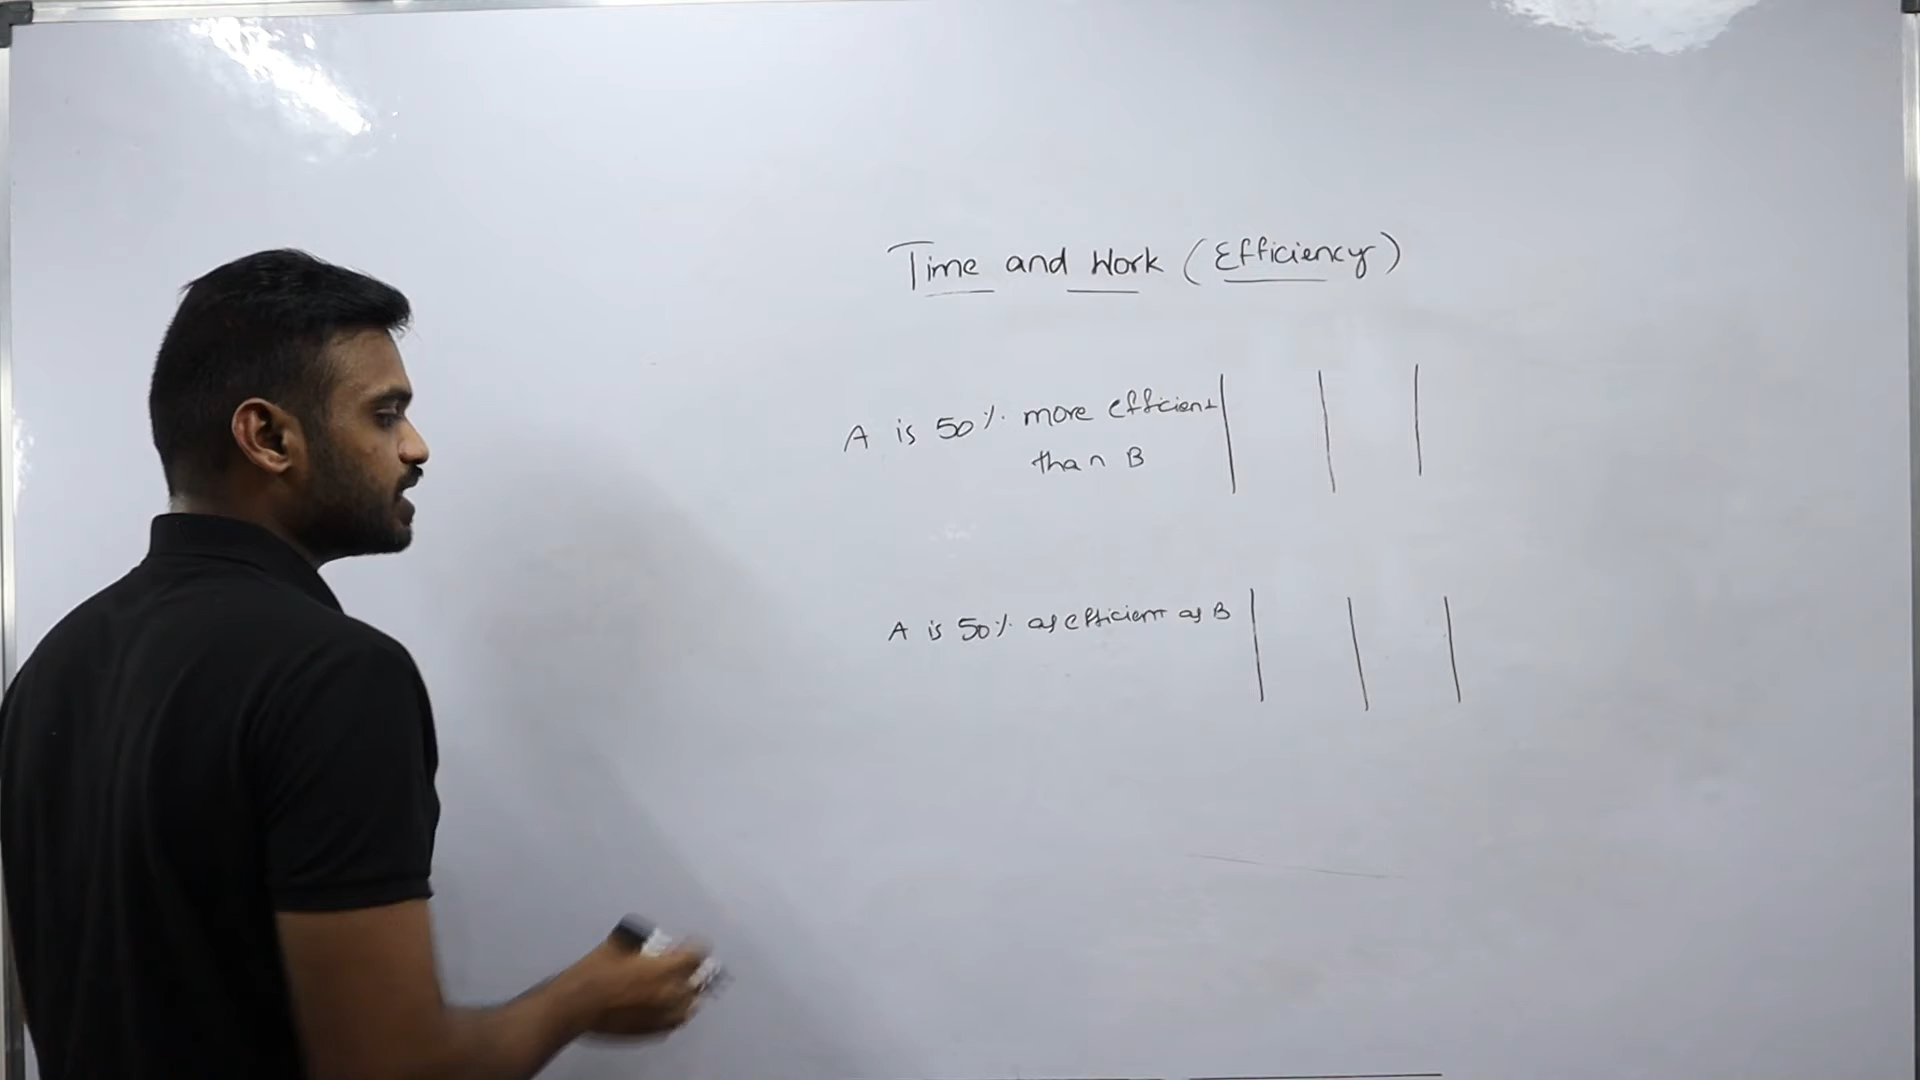 Time and Work (Efficiency)
A is 50% more efficient
than B
A is 50% as efficient as B